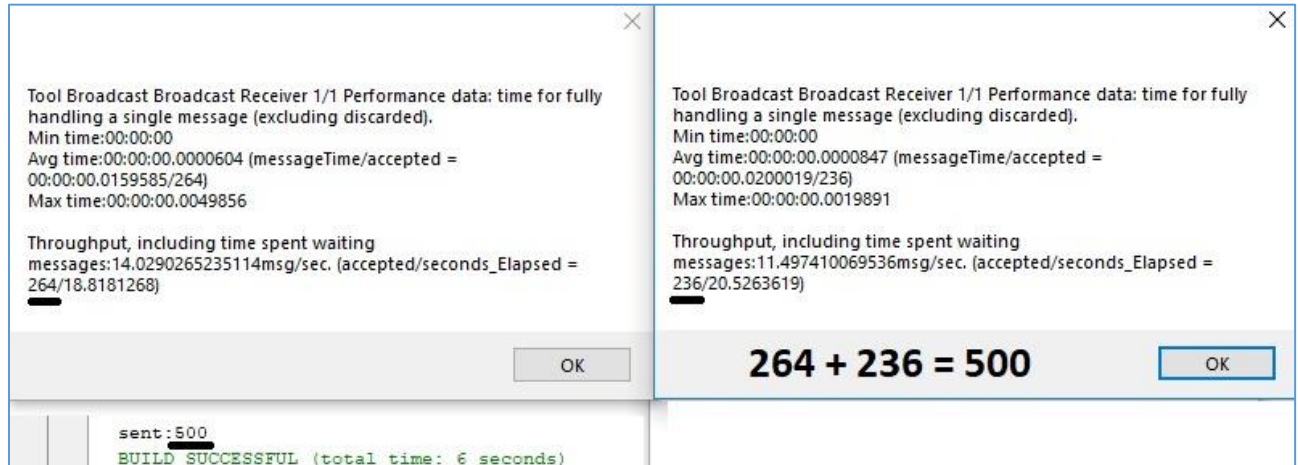 Tool Broadcast Broadcast Receiver 1/1 Performance data: time for fully
handling a single message (excluding discarded).
Min time:00:00:00
Avg time:00:00:00.0000604 (messageTime/accepted =
00:00:00.0159585/264)
Max time:00:00:00.0049856
Throughput, including time spent waiting
messages:14.0290265235114msg/sec. (accepted/seconds_Elapsed =
264/18.8181268)
OK
Tool Broadcast Broadcast Receiver 1/1 Performance data: time for fully
handling a single message (excluding discarded).
Min time:00:00:00
Avg time:00:00:00.0000847 (messageTime/accepted =
00:00:00.0200019/236)
Max time:00:00:00.0019891
Throughput, including time spent waiting
messages:11.497410069536msg/sec. (accepted/seconds_Elapsed =
236/20.5263619)
264 + 236 = 500
OK
sent:500
BUILD SUCCESSFUL (total time: 6 seconds)